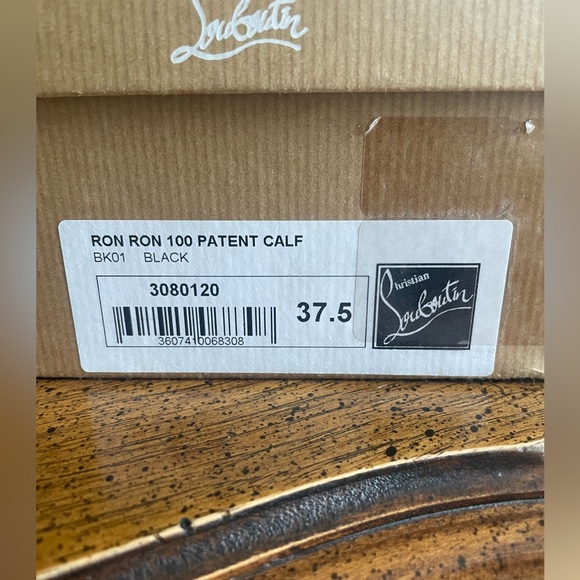 Louboutin
RON RON 100 PATENT CALF
BK01 BLACK
3080120
37.5
3607410068308
Christian
Louboutin